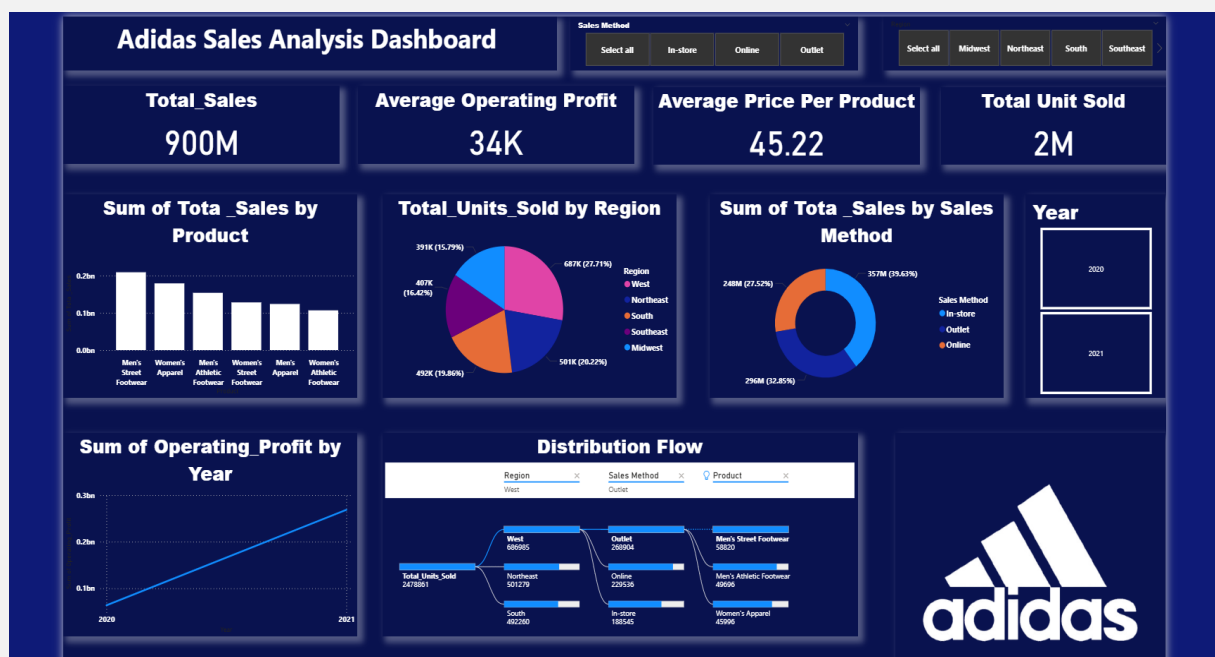 Adidas Sales Analysis Dashboard
Sales Method
Select all In-store Online Outlet
Select all Midwest Northeast South Southeast
Total_Sales
900M
Average Operating Profit
34K
Average Price Per Product
45.22
Total Unit Sold
2M
Sum of Tota _Sales by
Product
0.2bn
0.1bn
0.0bn
Men's Street Footwear
Women's Apparel
Men's Athletic Footwear
Women's Street Footwear
Men's Apparel
Women's Athletic Footwear
Total_Units_Sold by Region
391K (15.79%)
687K (27.71%)
407K
(16.42%)
501K (20.22%)
492K (19.86%)
Region
West
Northeast
South
Southeast
Midwest
Sum of Tota _Sales by Sales
Method
357M (39.63%)
248M (27.52%)
296M (32.85%)
Sales Method
In-store
Outlet
Online
Year
2020
2021
Sum of Operating_Profit by
Year
0.3bn
0.2bn
0.1bn
2020 2021
Distribution Flow
Region Sales Method Product
West Outlet
Total_Units_Sold
2478861
West
686985
Northeast
501279
South
492260
Outlet
268904
Online
229536
In-store
188545
Men's Street Footwear
58820
Men's Athletic Footwear
49696
Women's Apparel
45996
adidas